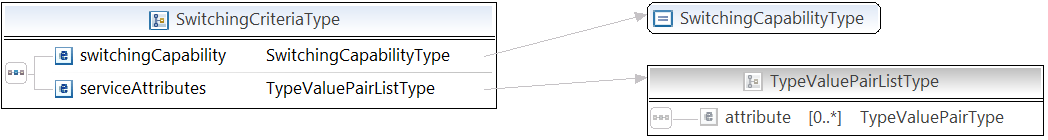 SwitchingCriteriaType
e switchingCapability SwitchingCapabilityType
e serviceAttributes TypeValuePairListType
SwitchingCapabilityType
TypeValuePairListType
e attribute [0..*] TypeValuePairType